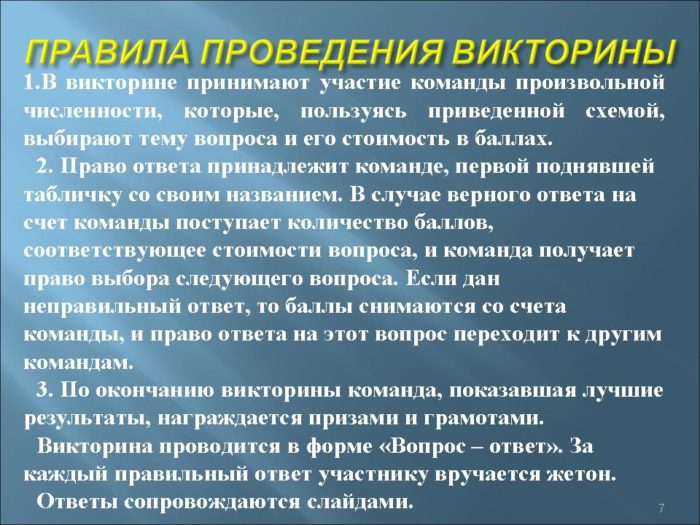 ПРАВИЛА ПРОВЕДЕНИЯ ВИКТОРИНЫ
1.В викторине принимают участие команды произвольной
численности, которые, пользуясь приведенной схемой,
выбирают тему вопроса и его стоимость в баллах.
2. Право ответа принадлежит команде, первой поднявшей
табличку со своим названием. В случае верного ответа на
счет команды поступает количество баллов,
соответствующее стоимости вопроса, и команда получает
право выбора следующего вопроса. Если дан
неправильный ответ, то баллы снимаются со счета
команды, и право ответа на этот вопрос переходит к другим
командам.
3. По окончанию викторины команда, показавшая лучшие
результаты, награждается призами и грамотами.
Викторина проводится в форме «Вопрос – ответ». За
каждый правильный ответ участнику вручается жетон.
Ответы сопровождаются слайдами.
7